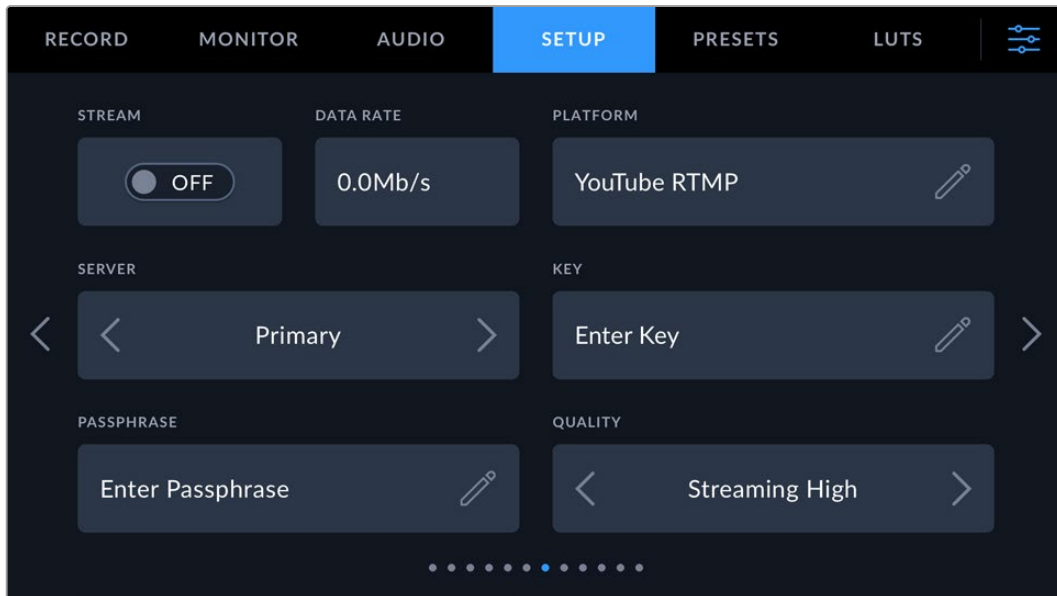 RECORD MONITOR AUDIO SETUP PRESETS LUTS
STREAM DATA RATE PLATFORM
OFF 0.0Mb/s YouTube RTMP
SERVER KEY
Primary Enter Key
PASSPHRASE QUALITY
Enter Passphrase Streaming High